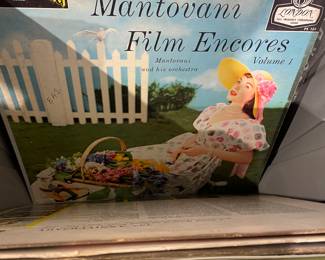 Mantovani
Film Encores
Mantovani
and his orchestra
Volume 1
LONDON